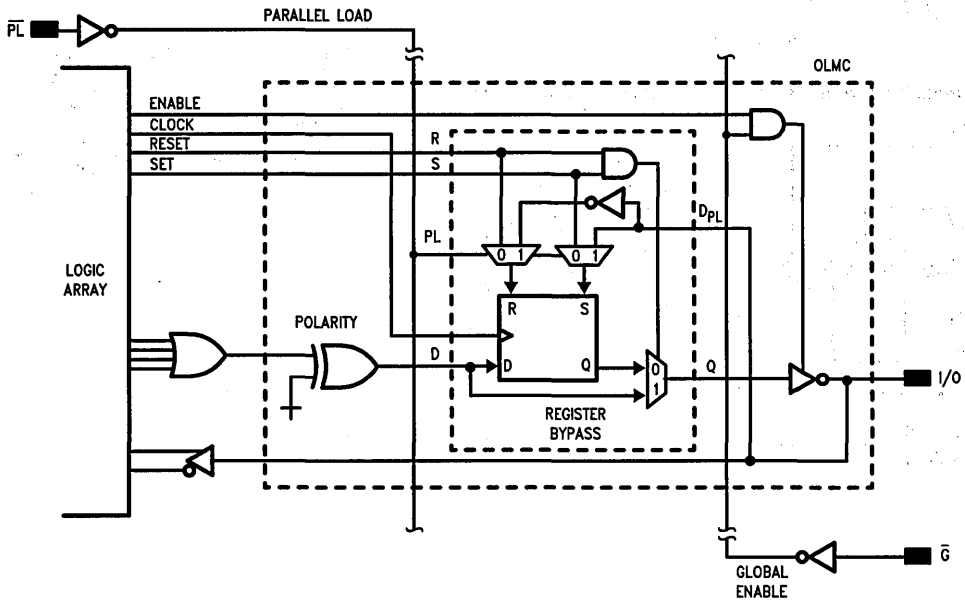 PARALLEL LOAD
PL
OLMC
ENABLE
CLOCK
RESET
SET
R
S
DPL
PL
0 1
0 1
LOGIC
ARRAY
R
S
POLARITY
D
D
Q
0
1
Q
I/O
REGISTER
BYPASS
G
GLOBAL
ENABLE